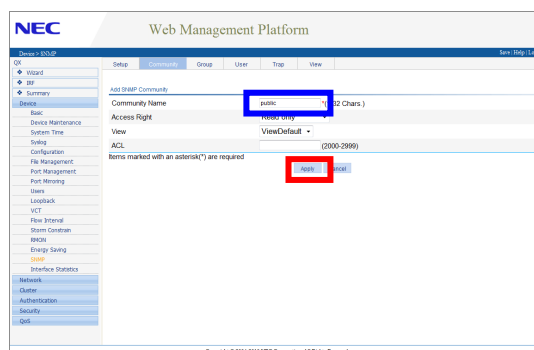 NEC
Web Management Platform
Device > SNMP
Save | Help |
QX
Wizard
IRF
Summary
Device
Basic
Device Maintenance
System Time
Syslog
Configuration
File Management
Port Management
Port Mirroring
Users
Loopback
VCT
Flow Interval
Storm Constrain
RMON
Energy Saving
SNMP
Interface Statistics
Network
Cluster
Authentication
Security
QoS
Setup Community Group User Trap View
Add SNMP Community
Community Name public 32 Chars.)
Access Right Read only
View ViewDefault
ACL (2000-2999)
Items marked with an asterisk(*) are required
Apply Cancel